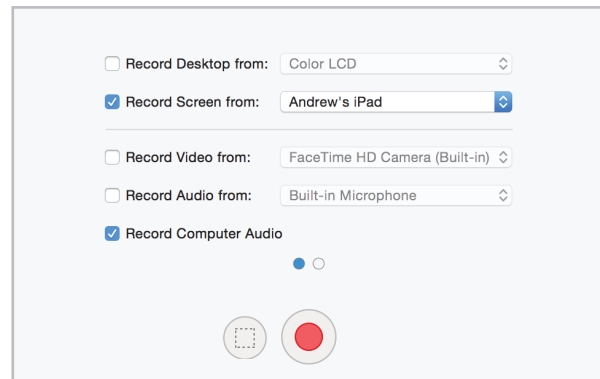 Record Desktop from: Color LCD
Record Screen from: Andrew's iPad
Record Video from: FaceTime HD Camera (Built-in)
Record Audio from: Built-in Microphone
Record Computer Audio